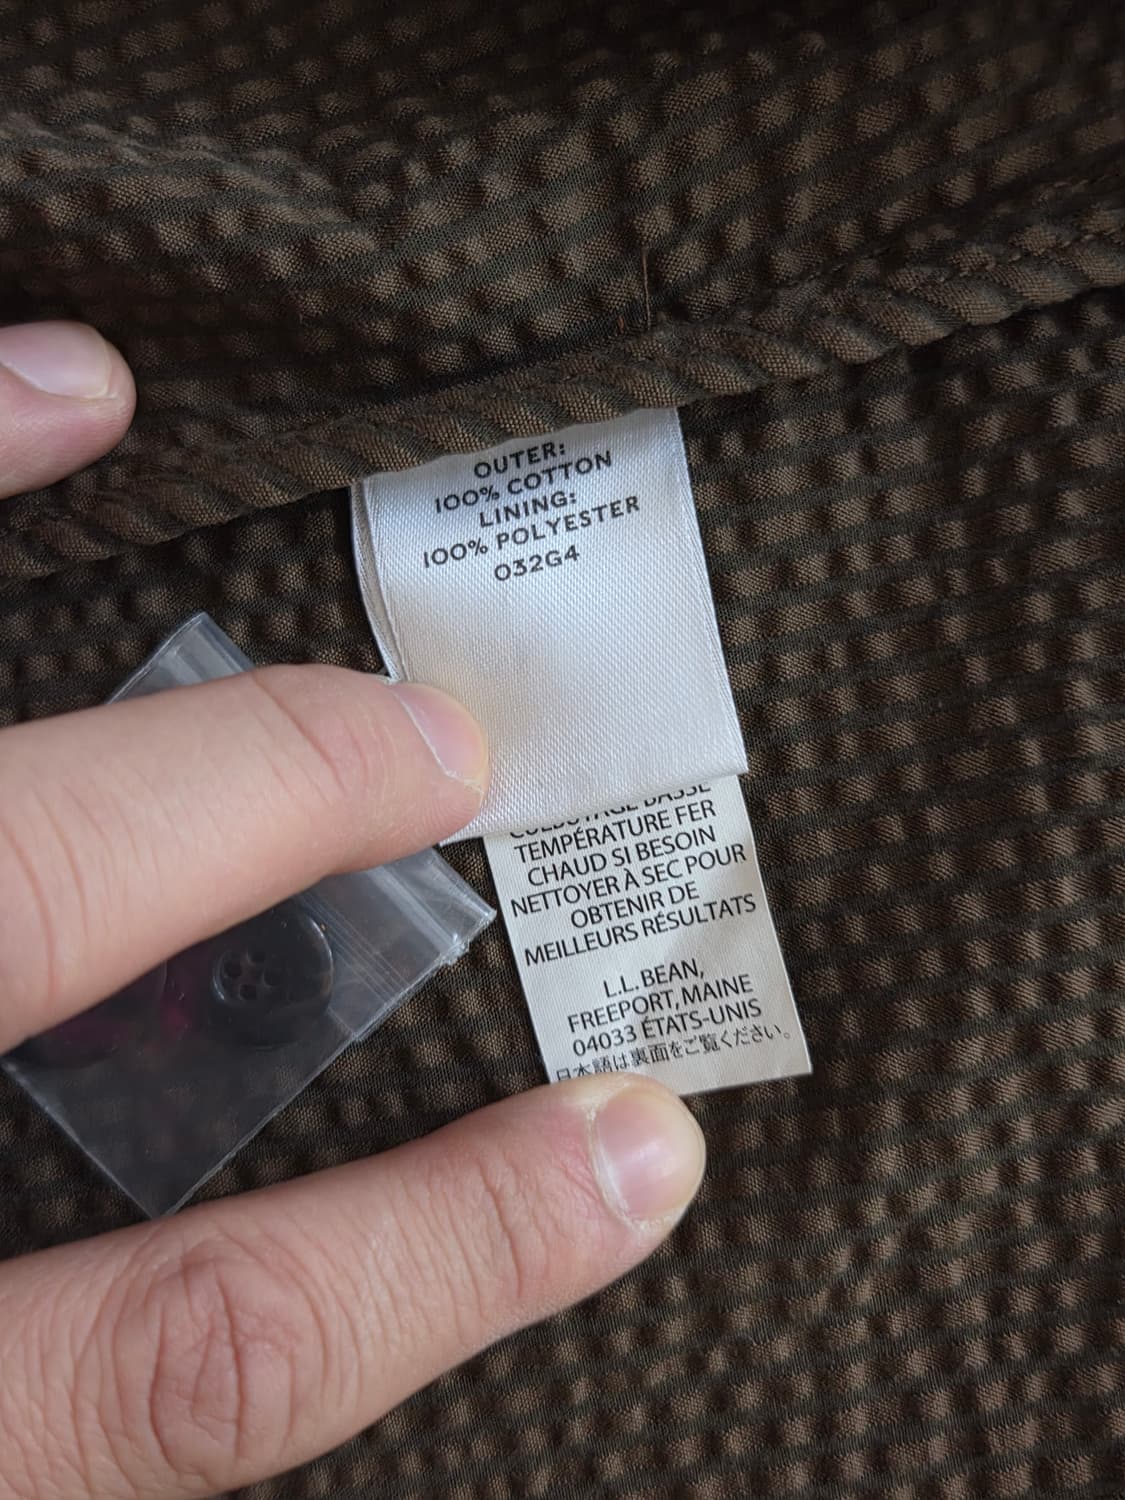 OUTER:
100% COTTON
LINING:
100% POLYESTER
032G4
CULBUTAGE BASSE
TEMPÉRATURE FER
CHAUD SI BESOIN
NETTOYER À SEC POUR
OBTENIR DE
MEILLEURS RÉSULTATS
L.L. BEAN,
FREEPORT, MAINE
04033 ÉTATS-UNIS
日本語は裏面をご覧ください。